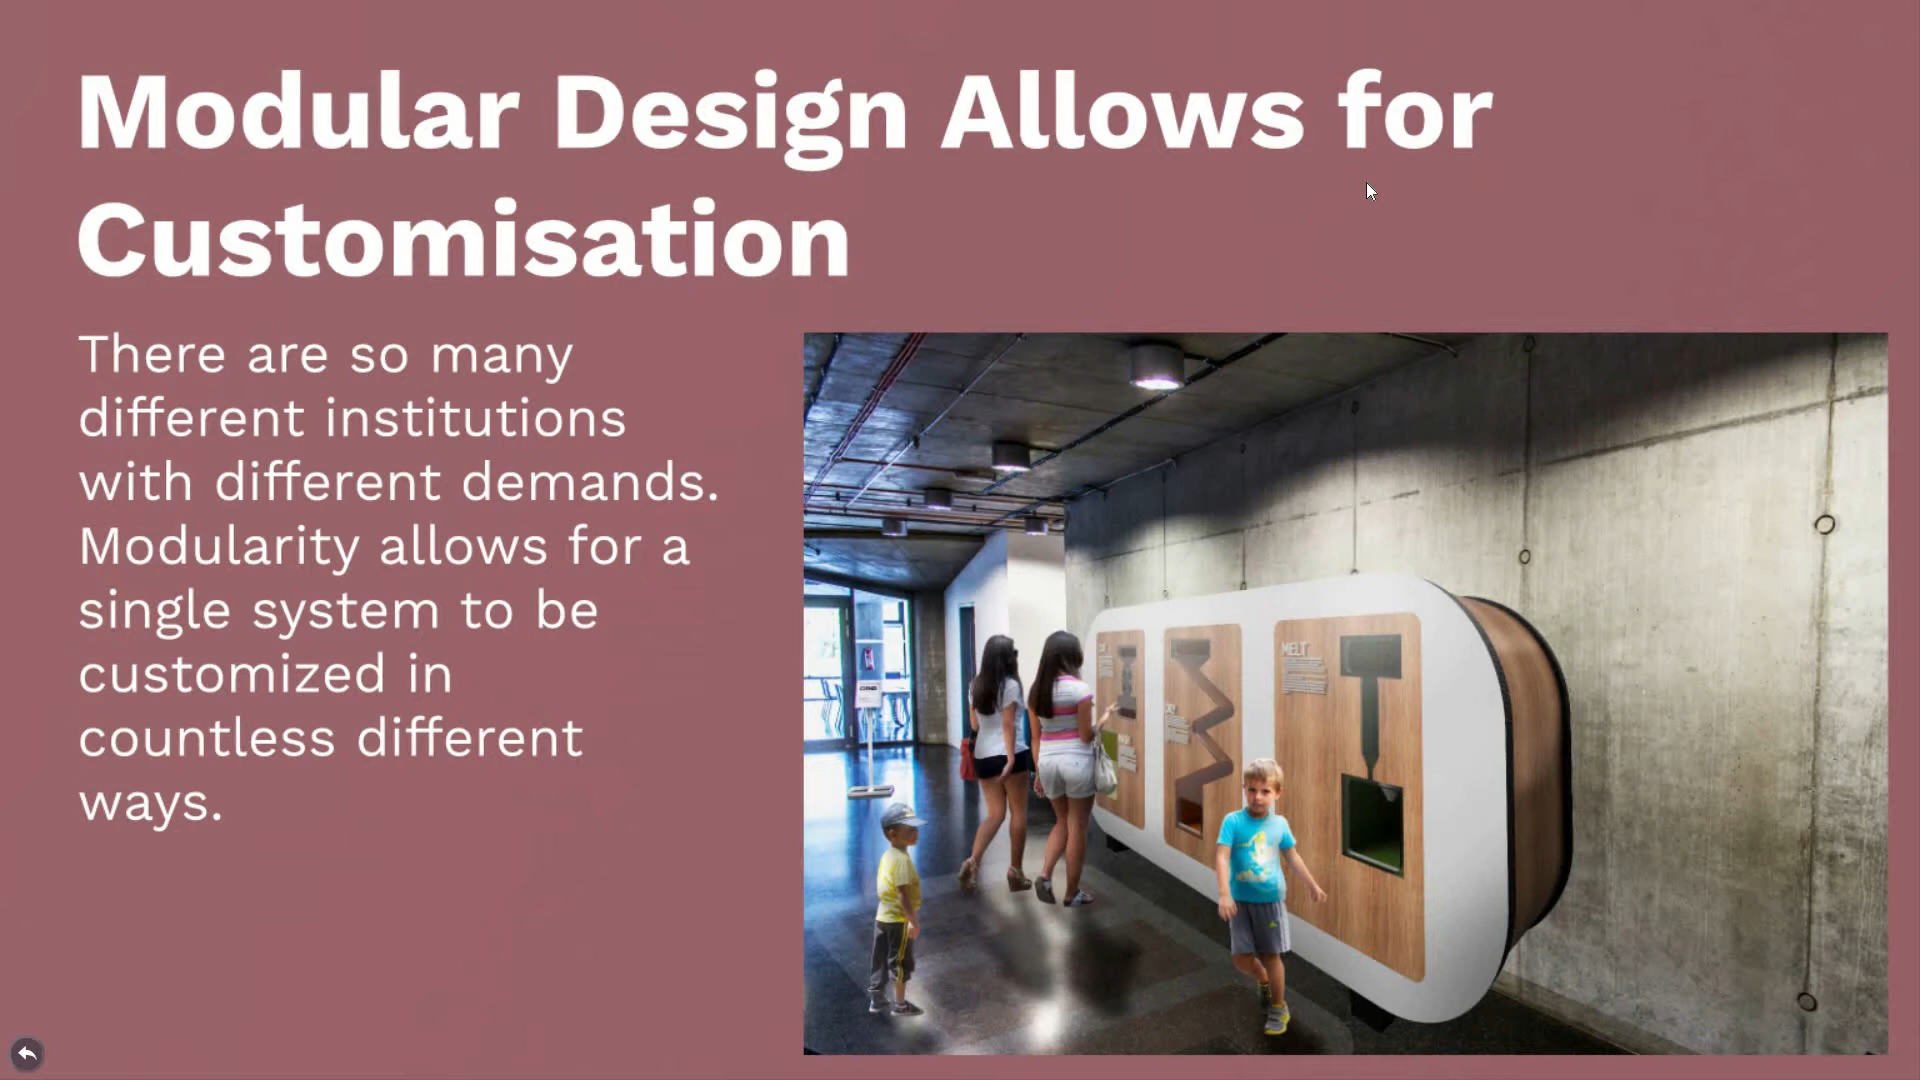 Modular Design Allows for
Customisation
There are so many
different institutions
with different demands.
Modularity allows for a
single system to be
customized in
countless different
ways.
MELT